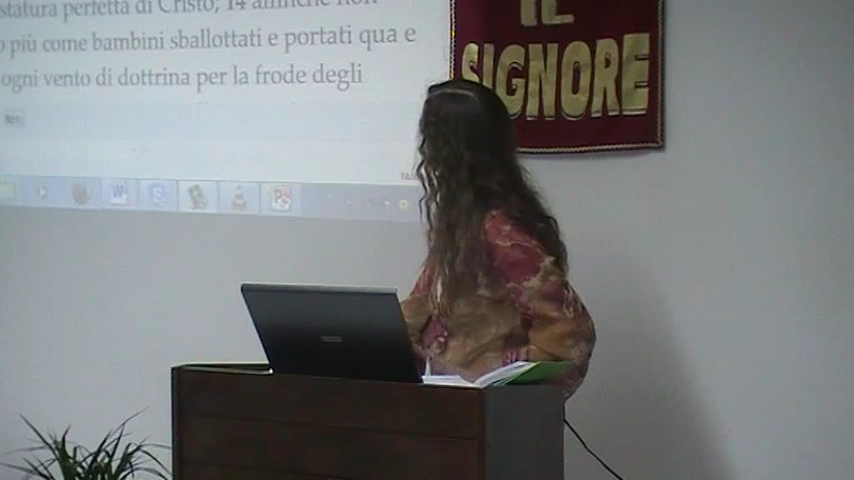 statura perfetta di Cristo; 14 affinché non
più come bambini sballottati e portati qua e
ogni vento di dottrina per la frode degli
IL
SIGNORE